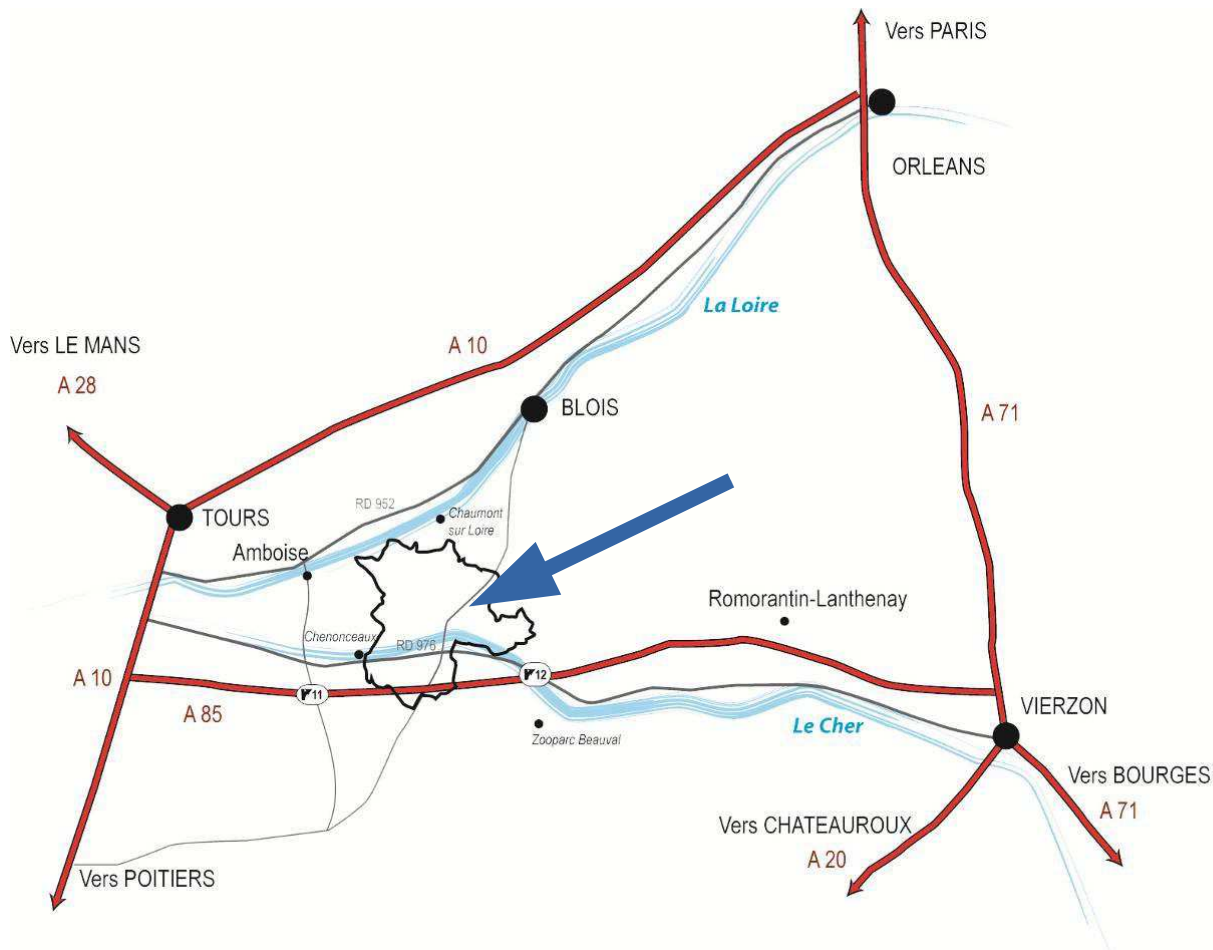 Vers PARIS
ORLEANS
La Loire
Vers LE MANS
A 28
A 10
BLOIS
A 71
RD 952
Chaumont
sur Loire
TOURS
Amboise
Romorantin-Lanthenay
Chenonceaux
RD 976
A 10
11
12
A 85
VIERZON
Le Cher
Zooparc Beauval
Vers BOURGES
A 71
Vers CHATEAUROUX
A 20
Vers POITIERS